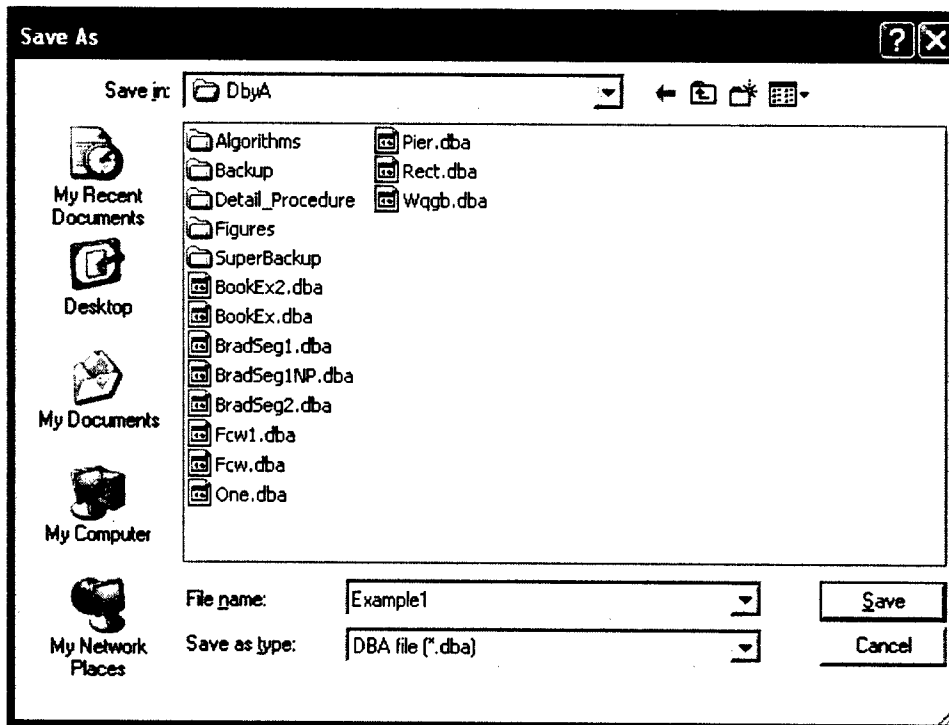 Save As
Save in: DbyA
My Recent
Documents
Desktop
My Documents
My Computer
My Network
Places
Algorithms
Backup
Detail_Procedure
Figures
SuperBackup
BookEx2.dba
BookEx.dba
BradSeg1.dba
BradSeg1NP.dba
BradSeg2.dba
Fcw1.dba
Fcw.dba
One.dba
Pier.dba
Rect.dba
Wqgb.dba
File name: Example1
Save
Save as type: DBA file (*.dba)
Cancel